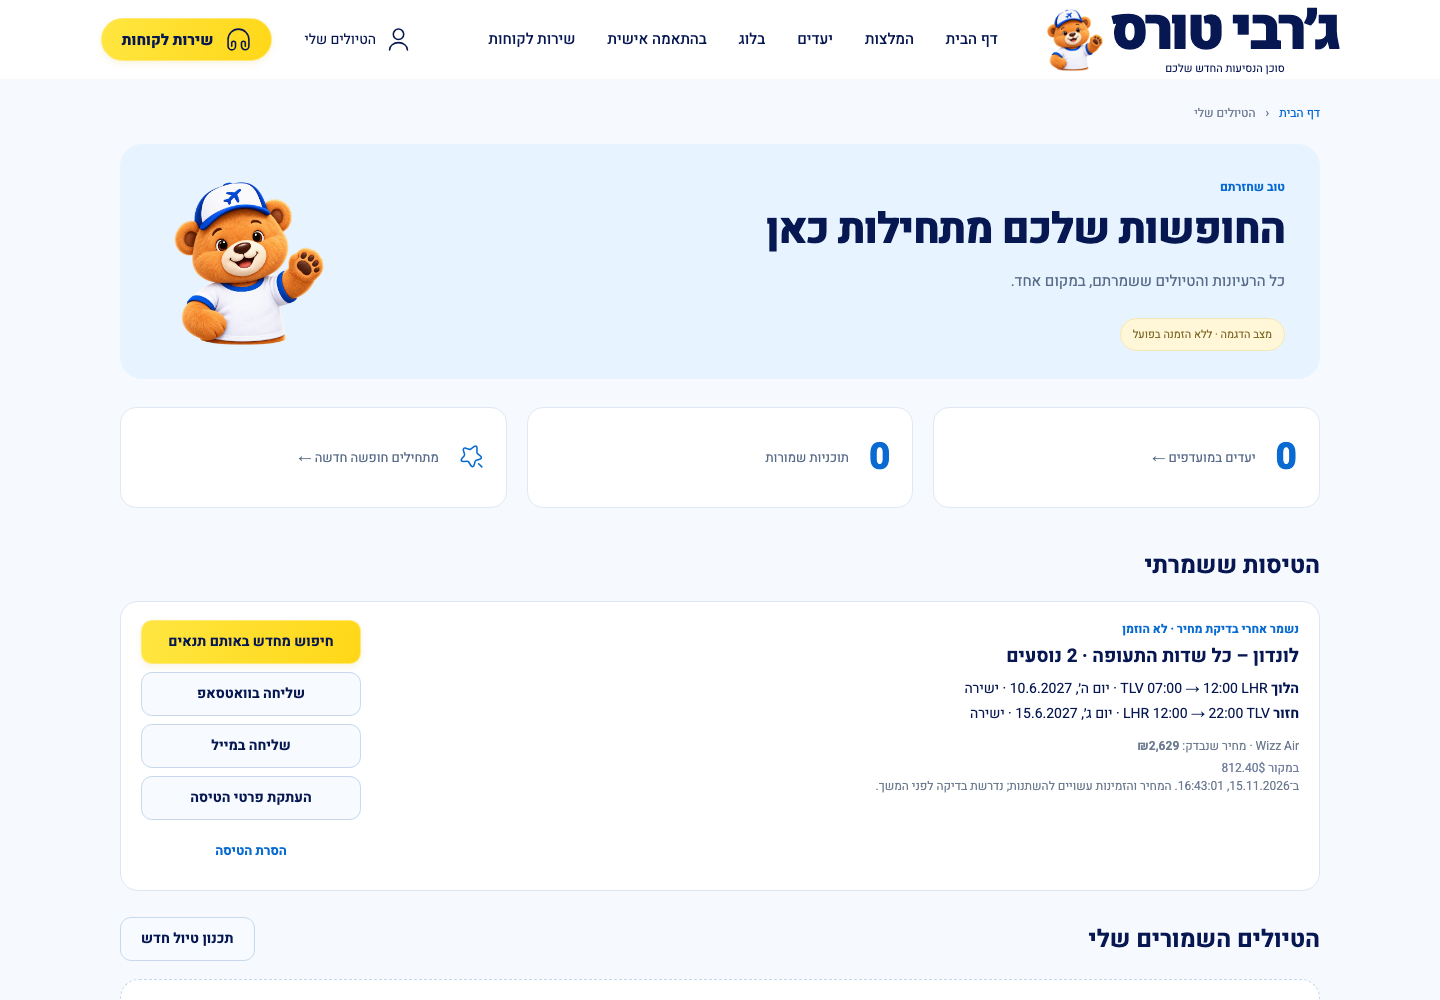 ג׳רבי טורס
סוכן הנסיעות החדש שלכם
דף הבית
המלצות
יעדים
בלוג
בהתאמה אישית
שירות לקוחות
הטיולים שלי
שירות לקוחות
דף הבית › הטיולים שלי
טוב שחזרתם
החופשות שלכם מתחילות כאן
כל הרעיונות והטיולים ששמרתם, במקום אחד.
מצב הדגמה · ללא הזמנה בפועל
0 יעדים במועדפים ←
0 תוכניות שמורות
מתחילים חופשה חדשה ←
הטיסות ששמרתי
נשמר אחרי בדיקת מחיר · לא הוזמן
לונדון – כל שדות התעופה · 2 נוסעים
הלוך TLV 07:00 → 12:00 LHR · יום ה׳, 10.6.2027 · ישירה
חזור LHR 12:00 → 22:00 TLV · יום ג׳, 15.6.2027 · ישירה
Wizz Air · מחיר שנבדק: ₪2,629
במקור 812.40$
ב־15.11.2026, 16:43:01. המחיר והזמינות עשויים להשתנות; נדרשת בדיקה לפני המשך.
חיפוש מחדש באותם תנאים
שליחה בוואטסאפ
שליחה במייל
העתקת פרטי הטיסה
הסרת הטיסה
הטיולים השמורים שלי
תכנון טיול חדש